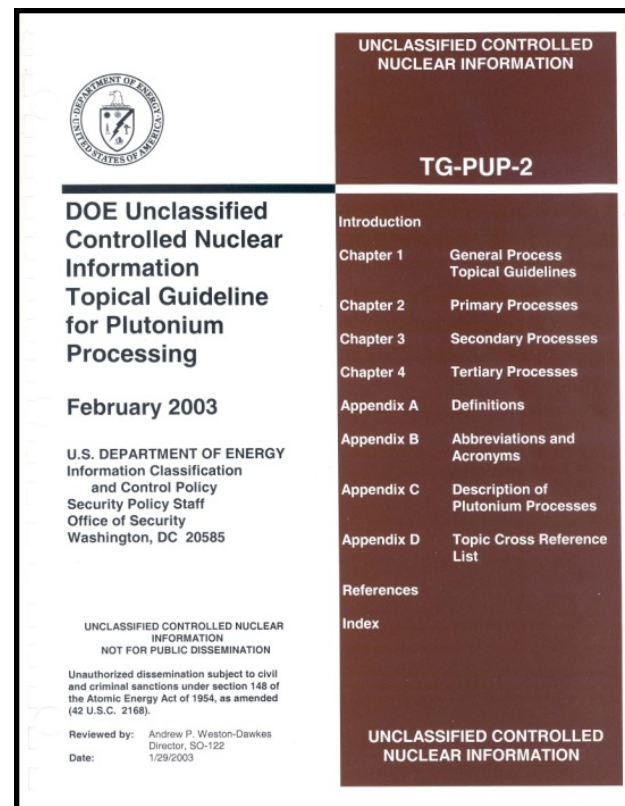 DEPARTMENT OF ENERGY
UNITED STATES OF AMERICA
DOE Unclassified
Controlled Nuclear
Information
Topical Guideline
for Plutonium
Processing
February 2003
U.S. DEPARTMENT OF ENERGY
Information Classification
and Control Policy
Security Policy Staff
Office of Security
Washington, DC 20585
UNCLASSIFIED CONTROLLED NUCLEAR
INFORMATION
NOT FOR PUBLIC DISSEMINATION
Unauthorized dissemination subject to civil
and criminal sanctions under section 148 of
the Atomic Energy Act of 1954, as amended
(42 U.S.C. 2168).
Reviewed by: Andrew P. Weston-Dawkes
Director, SO-122
Date: 1/29/2003
UNCLASSIFIED CONTROLLED
NUCLEAR INFORMATION
TG-PUP-2
Introduction
Chapter 1 General Process
Topical Guidelines
Chapter 2 Primary Processes
Chapter 3 Secondary Processes
Chapter 4 Tertiary Processes
Appendix A Definitions
Appendix B Abbreviations and
Acronyms
Appendix C Description of
Plutonium Processes
Appendix D Topic Cross Reference
List
References
Index
UNCLASSIFIED CONTROLLED
NUCLEAR INFORMATION